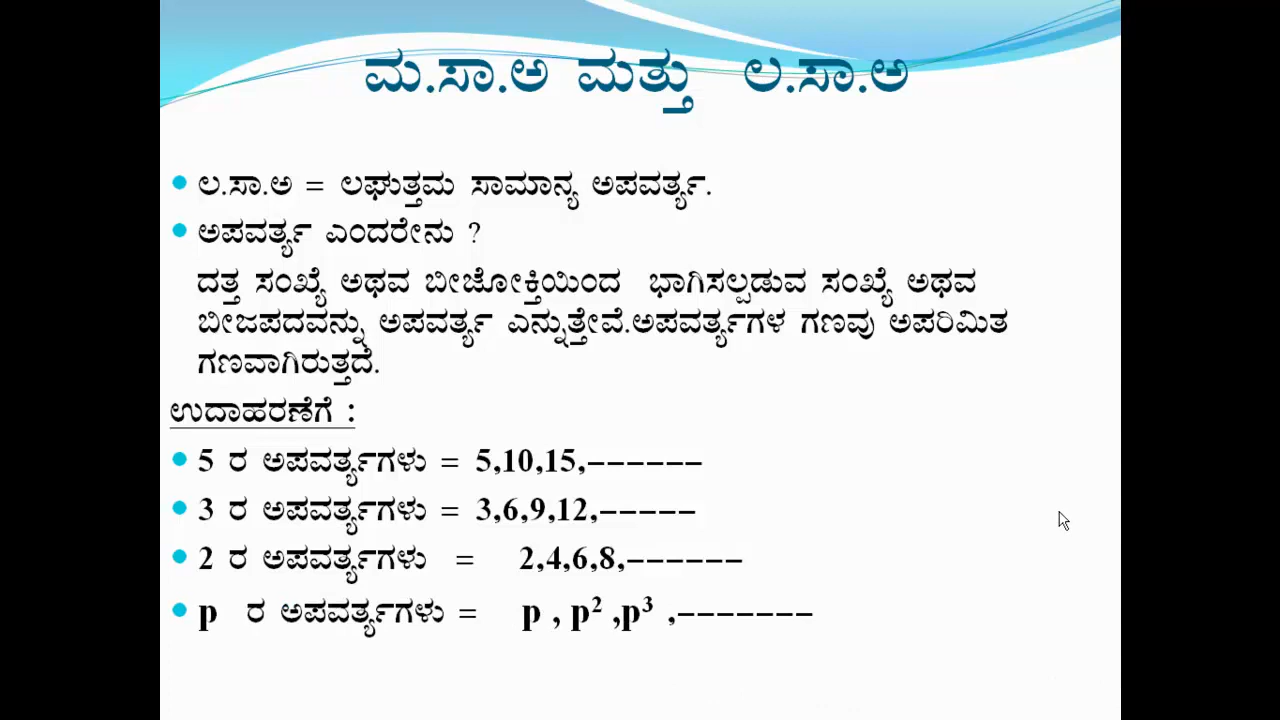 ಮ.ಸಾ.ಅ ಮತ್ತು ಲ.ಸಾ.ಅ
• ಲ.ಸಾ.ಅ = ಲಘುತ್ತಮ ಸಾಮಾನ್ಯ ಅಪವರ್ತ್ಯ.
• ಅಪವರ್ತ್ಯ ಎಂದರೇನು ?
ದತ್ತ ಸಂಖ್ಯೆ ಅಥವ ಬೀಜೋಕ್ತಿಯಿಂದ ಭಾಗಿಸಲ್ಪಡುವ ಸಂಖ್ಯೆ ಅಥವ
ಬೀಜಪದವನ್ನು ಅಪವರ್ತ್ಯ ಎನ್ನುತ್ತೇವೆ.ಅಪವರ್ತ್ಯಗಳ ಗಣವು ಅಪರಿಮಿತ
ಗಣವಾಗಿರುತ್ತದೆ.
ಉದಾಹರಣೆಗೆ :
• 5 ರ ಅಪವರ್ತ್ಯಗಳು = 5,10,15,------
• 3 ರ ಅಪವರ್ತ್ಯಗಳು = 3,6,9,12,-----
• 2 ರ ಅಪವರ್ತ್ಯಗಳು = 2,4,6,8,------
• p ರ ಅಪವರ್ತ್ಯಗಳು = p , p² ,p³ ,-------